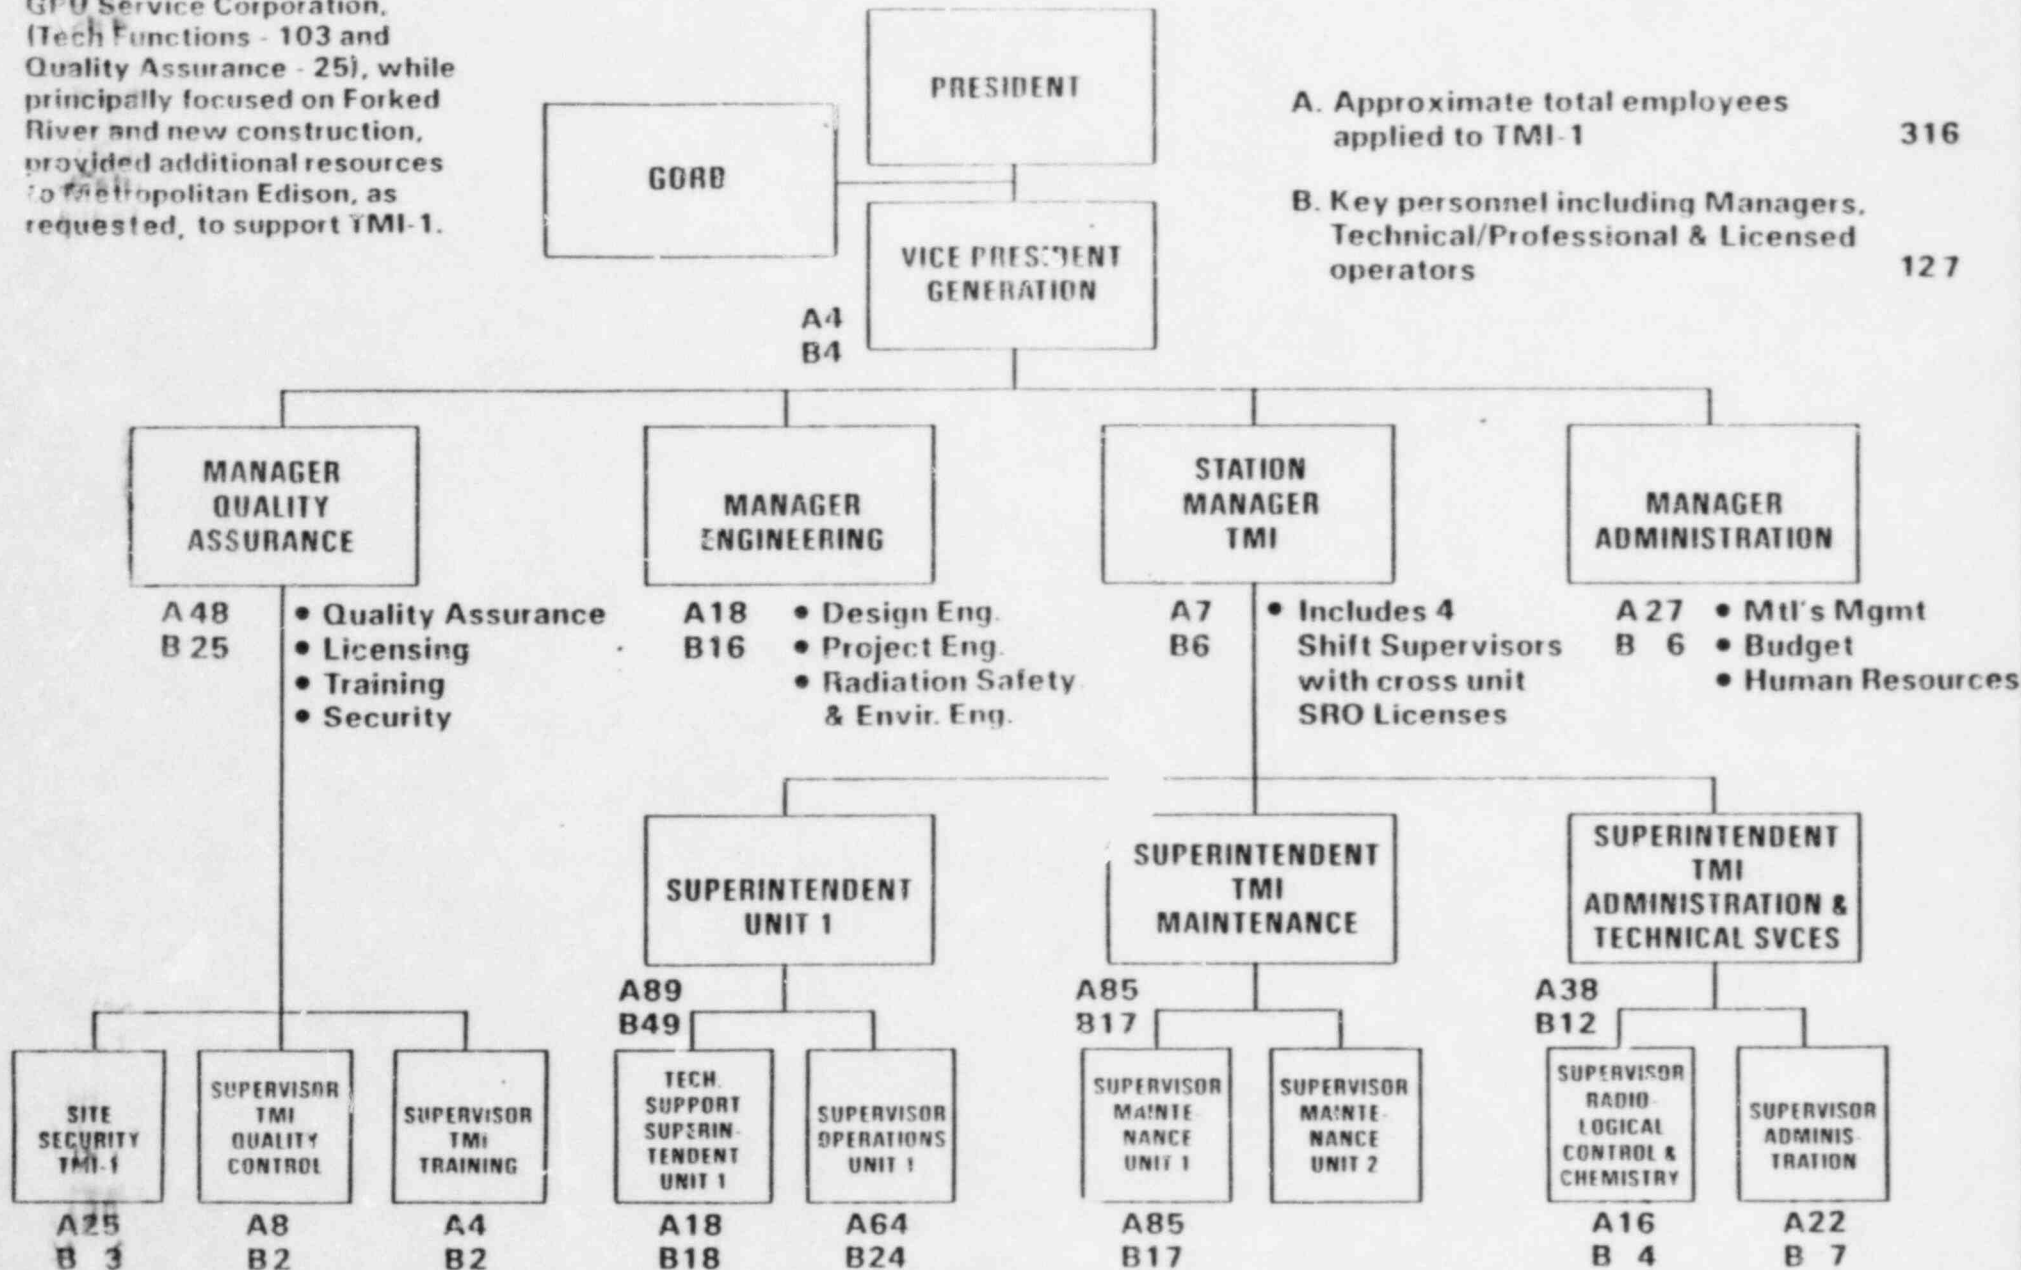 GPU Service Corporation,
(Tech Functions - 103 and
Quality Assurance - 25), while
principally focused on Forked
River and new construction,
provided additional resources
to Metropolitan Edison, as
requested, to support TMI-1.
PRESIDENT
GORB
VICE PRESIDENT
GENERATION
A4
B4
A. Approximate total employees
applied to TMI-1 316
B. Key personnel including Managers,
Technical/Professional & Licensed
operators 127
MANAGER
QUALITY
ASSURANCE
A48
B25
• Quality Assurance
• Licensing
• Training
• Security
MANAGER
ENGINEERING
A18
B16
• Design Eng.
• Project Eng.
• Radiation Safety
& Envir. Eng.
STATION
MANAGER
TMI
A7
B6
• Includes 4
Shift Supervisors
with cross unit
SRO Licenses
MANAGER
ADMINISTRATION
A27
B 6
• Mtl's Mgmt
• Budget
• Human Resources
SUPERINTENDENT
UNIT 1
A89
B49
SUPERINTENDENT
TMI
MAINTENANCE
A85
B17
SUPERINTENDENT
TMI
ADMINISTRATION &
TECHNICAL SVCES
A38
B12
SITE
SECURITY
TMI-1
A25
B 3
SUPERVISOR
TMI
QUALITY
CONTROL
A8
B2
SUPERVISOR
TMI
TRAINING
A4
B2
TECH.
SUPPORT
SUPERIN-
TENDENT
UNIT 1
A18
B18
SUPERVISOR
OPERATIONS
UNIT 1
A64
B24
SUPERVISOR
MAINTE-
NANCE
UNIT 1
A85
B17
SUPERVISOR
MAINTE-
NANCE
UNIT 2
SUPERVISOR
RADIO-
LOGICAL
CONTROL &
CHEMISTRY
A16
B 4
SUPERVISOR
ADMINIS-
TRATION
A22
B 7